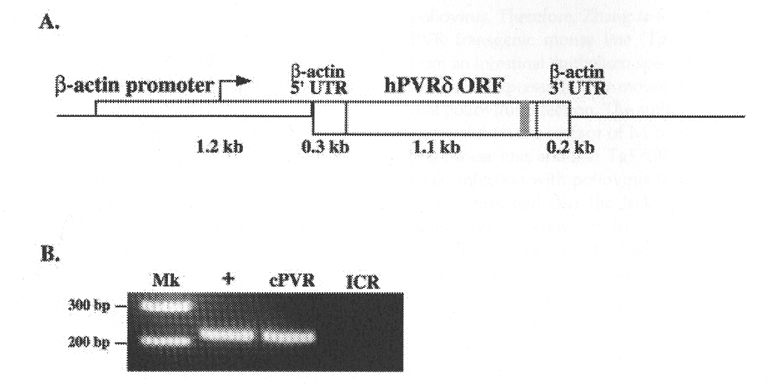 A.
β-actin promoter
β-actin
5' UTR
hPVRδ ORF
β-actin
3' UTR
1.2 kb
0.3 kb
1.1 kb
0.2 kb
B.
Mk + cPVR ICR
300 bp
200 bp